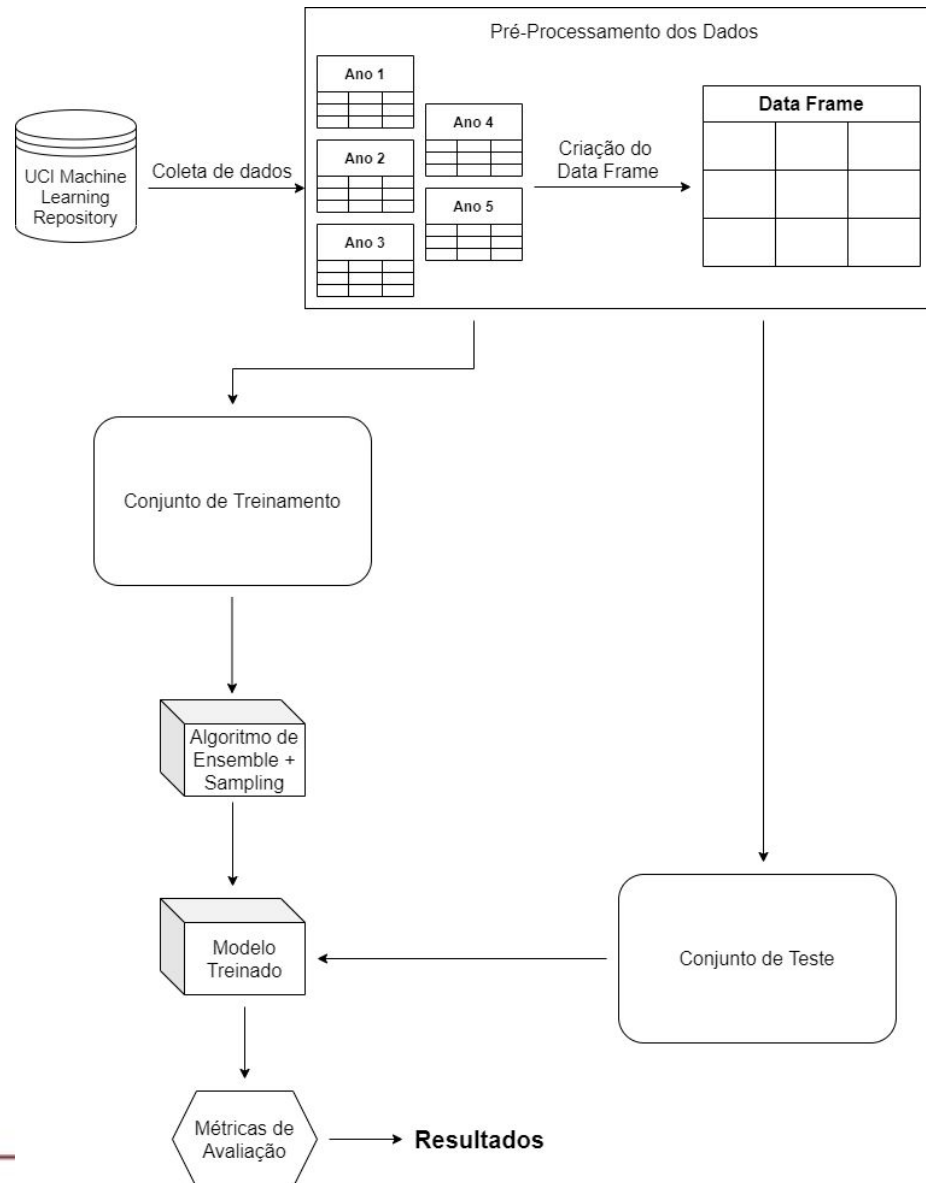 Pré-Processamento dos Dados
Ano 1
Ano 2
Ano 3
Ano 4
Ano 5
UCI Machine
Learning
Repository
Coleta de dados
Criação do
Data Frame
Data Frame
Conjunto de Treinamento
Algoritmo de
Ensemble +
Sampling
Modelo
Treinado
Conjunto de Teste
Métricas de
Avaliação
Resultados